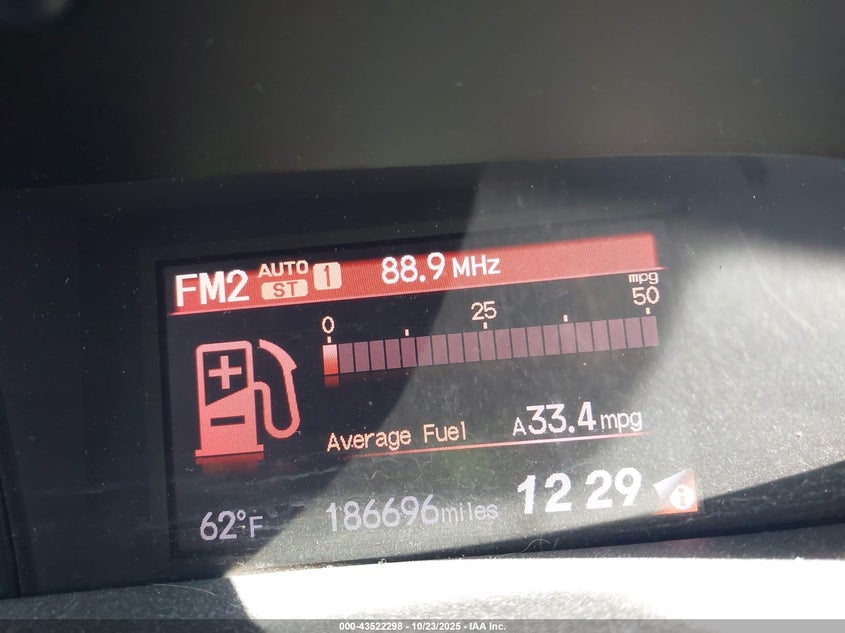 FM2 AUTO ST 1 88.9 MHz
mpg
0 25 50
Average Fuel A33.4 mpg
62°F 186696 miles 12 29 i
000-43522298 - 10/23/2025 - IAA Inc.